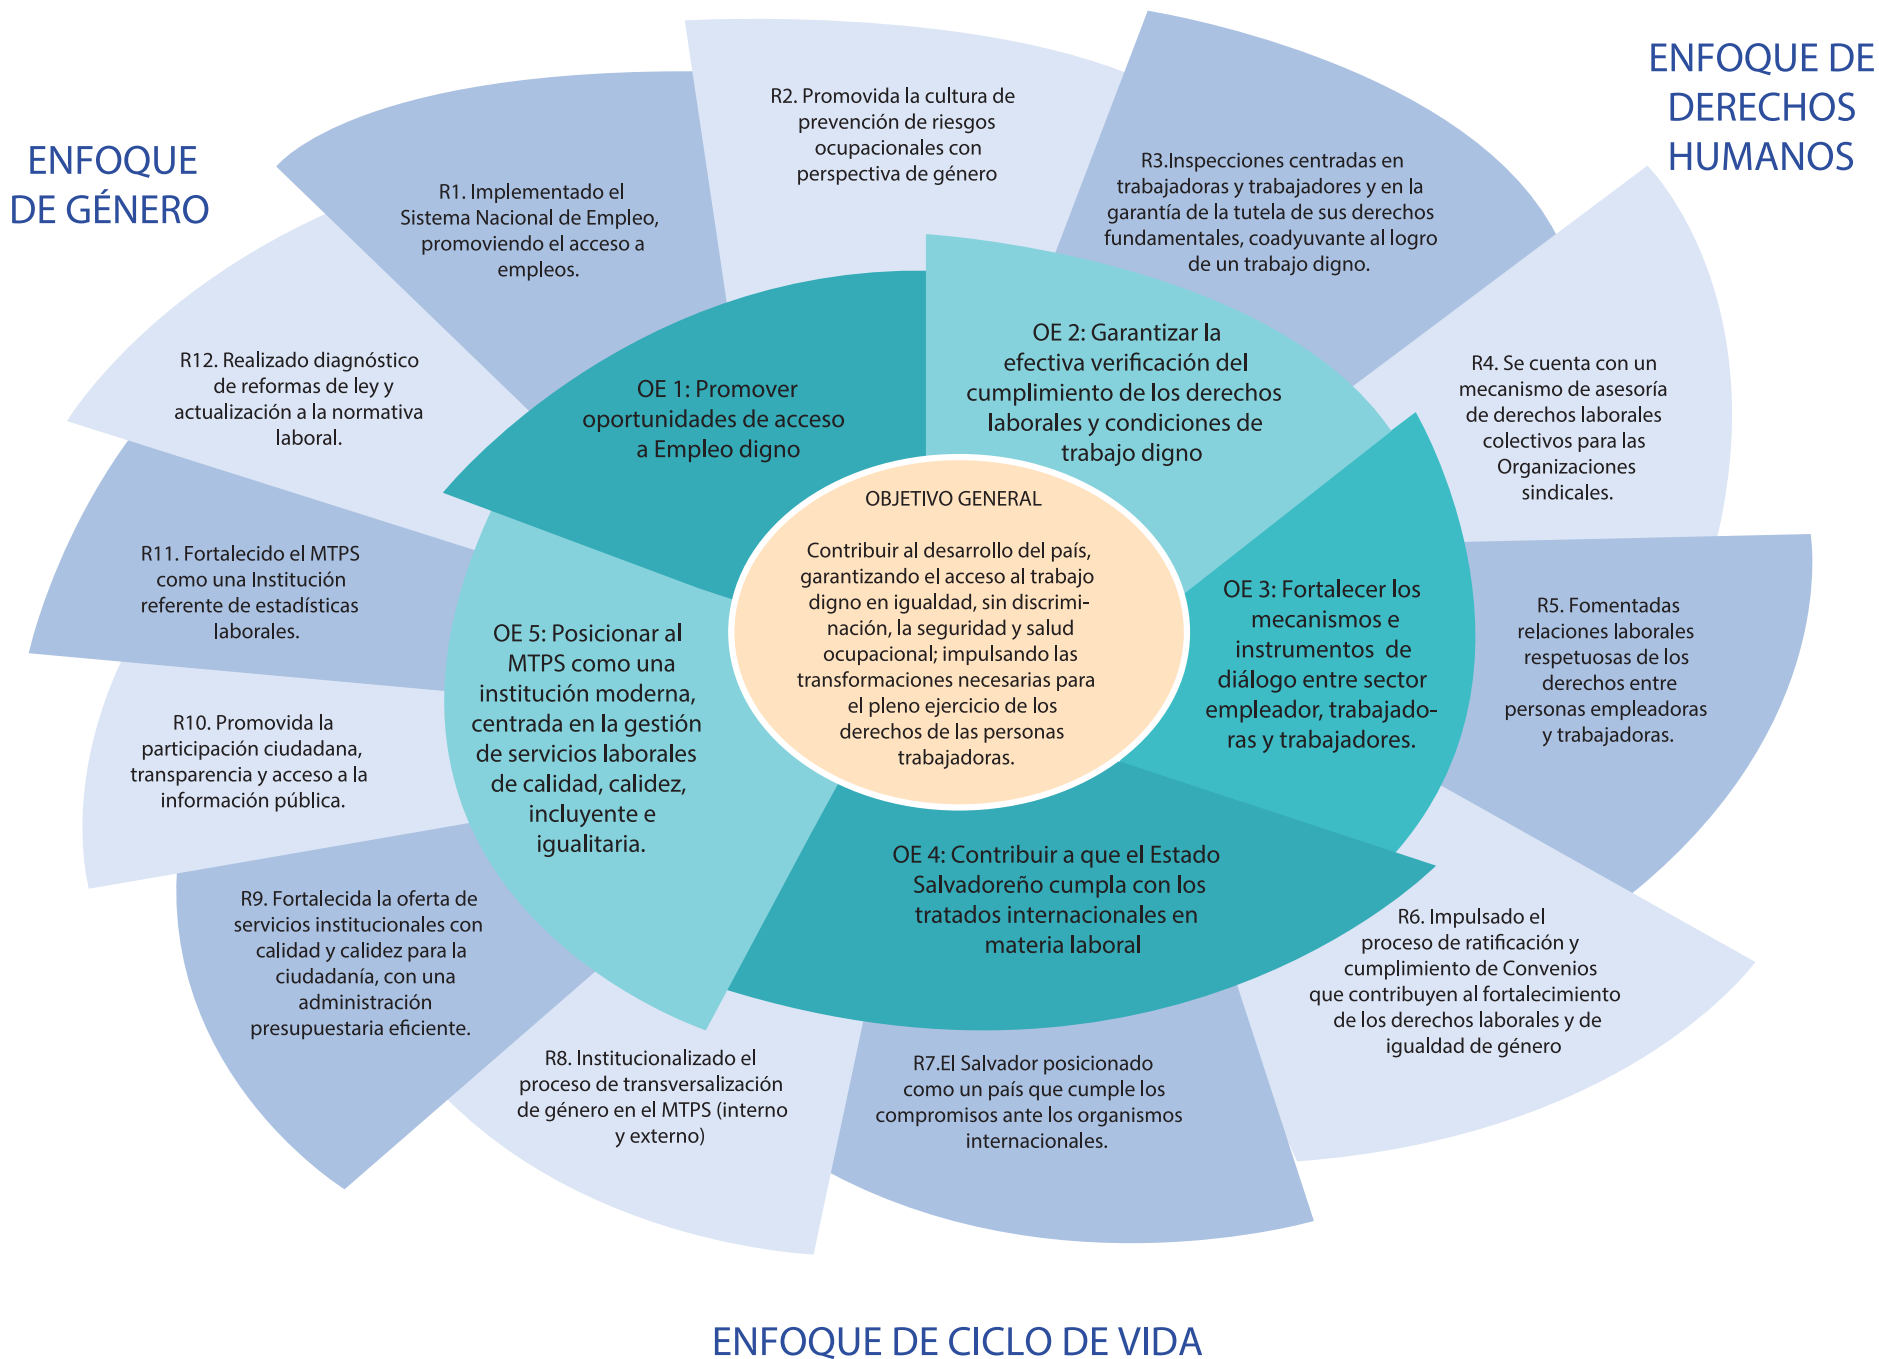 ENFOQUE
DE GÉNERO
ENFOQUE DE
DERECHOS
HUMANOS
R1. Implementado el
Sistema Nacional de Empleo,
promoviendo el acceso a
empleos.
R2. Promovida la cultura de
prevención de riesgos
ocupacionales con
perspectiva de género
R3.Inspecciones centradas en
trabajadoras y trabajadores y en la
garantía de la tutela de sus derechos
fundamentales, coadyuvante al logro
de un trabajo digno.
R4. Se cuenta con un
mecanismo de asesoría
de derechos laborales
colectivos para las
Organizaciones
sindicales.
R5. Fomentadas
relaciones laborales
respetuosas de los
derechos entre
personas empleadoras
y trabajadoras.
R6. Impulsado el
proceso de ratificación y
cumplimiento de Convenios
que contribuyen al fortalecimiento
de los derechos laborales y de
igualdad de género
R7.El Salvador posicionado
como un país que cumple los
compromisos ante los organismos
internacionales.
R8. Institucionalizado el
proceso de transversalización
de género en el MTPS (interno
y externo)
R9. Fortalecida la oferta de
servicios institucionales con
calidad y calidez para la
ciudadanía, con una
administración
presupuestaria eficiente.
R10. Promovida la
participación ciudadana,
transparencia y acceso a la
información pública.
R11. Fortalecido el MTPS
como una Institución
referente de estadísticas
laborales.
R12. Realizado diagnóstico
de reformas de ley y
actualización a la normativa
laboral.
OE 1: Promover
oportunidades de acceso
a Empleo digno
OE 2: Garantizar la
efectiva verificación del
cumplimiento de los derechos
laborales y condiciones de
trabajo digno
OE 3: Fortalecer los
mecanismos e
instrumentos de
diálogo entre sector
empleador, trabajado-
ras y trabajadores.
OE 4: Contribuir a que el Estado
Salvadoreño cumpla con los
tratados internacionales en
materia laboral
OE 5: Posicionar al
MTPS como una
institución moderna,
centrada en la gestión
de servicios laborales
de calidad, calidez,
incluyente e
igualitaria.
OBJETIVO GENERAL
Contribuir al desarrollo del país,
garantizando el acceso al trabajo
digno en igualdad, sin discrimi-
nación, la seguridad y salud
ocupacional; impulsando las
transformaciones necesarias para
el pleno ejercicio de los
derechos de las personas
trabajadoras.
ENFOQUE DE CICLO DE VIDA